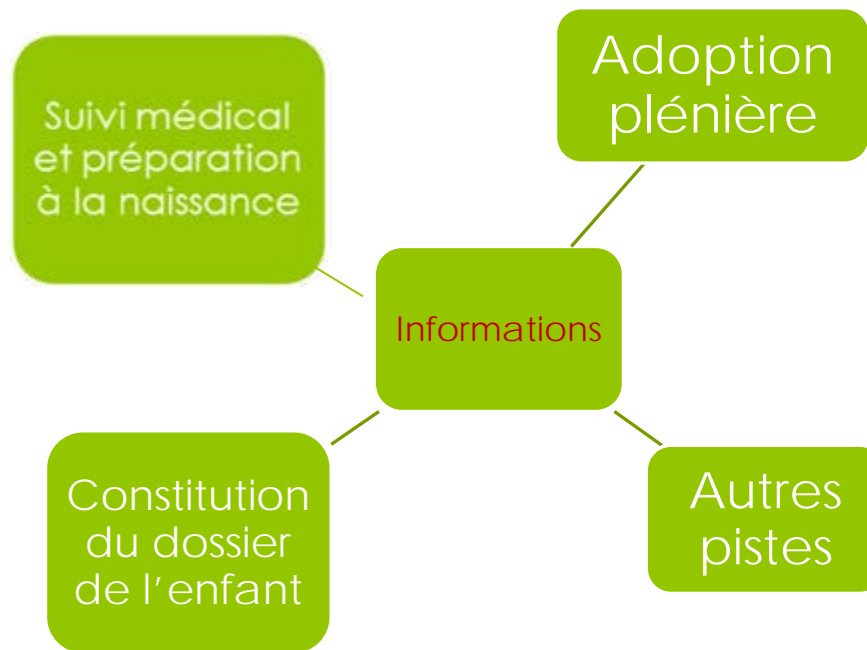 Adoption
plénière
Suivi médical
et préparation
à la naissance
Informations
Constitution
du dossier
de l'enfant
Autres
pistes